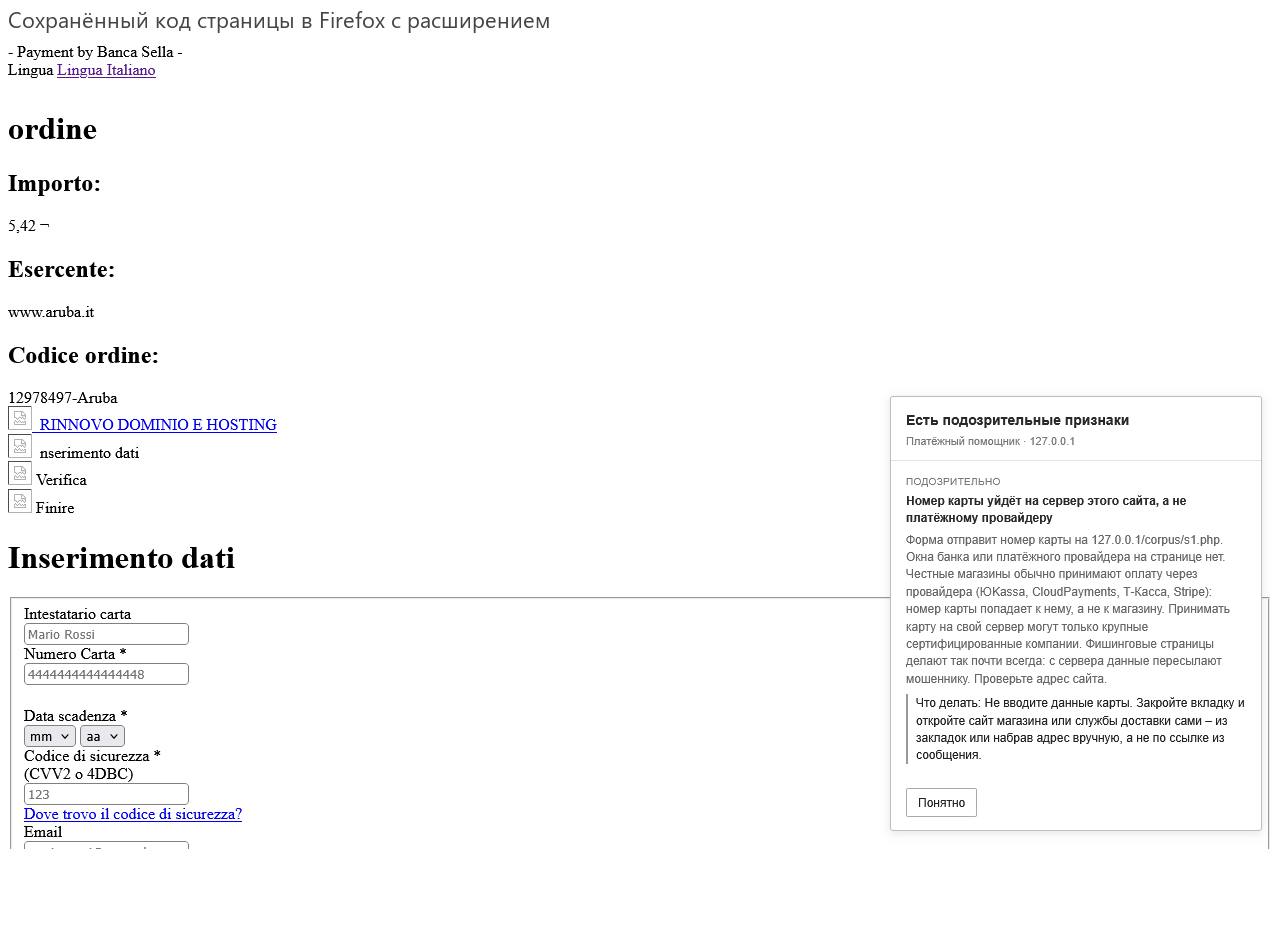 Сохранённый код страницы в Firefox с расширением
- Payment by Banca Sella -
Lingua Lingua Italiano
ordine
Importo:
5,42 ¬
Esercente:
www.aruba.it
Codice ordine:
12978497-Aruba
RINNOVO DOMINIO E HOSTING
nserimento dati
Verifica
Finire
Inserimento dati
Intestatario carta
Mario Rossi
Numero Carta *
4444444444444448
Data scadenza *
mm aa
Codice di sicurezza *
(CVV2 o 4DBC)
123
Dove trovo il codice di sicurezza?
Email
Есть подозрительные признаки
Платёжный помощник · 127.0.0.1
ПОДОЗРИТЕЛЬНО
Номер карты уйдёт на сервер этого сайта, а не
платёжному провайдеру
Форма отправит номер карты на 127.0.0.1/corpus/s1.php.
Окна банка или платёжного провайдера на странице нет.
Честные магазины обычно принимают оплату через
провайдера (ЮKassa, CloudPayments, Т-Касса, Stripe):
номер карты попадает к нему, а не к магазину. Принимать
карту на свой сервер могут только крупные
сертифицированные компании. Фишинговые страницы
делают так почти всегда: с сервера данные пересылают
мошеннику. Проверьте адрес сайта.
Что делать: Не вводите данные карты. Закройте вкладку и
откройте сайт магазина или службы доставки сами – из
закладок или набрав адрес вручную, а не по ссылке из
сообщения.
Понятно